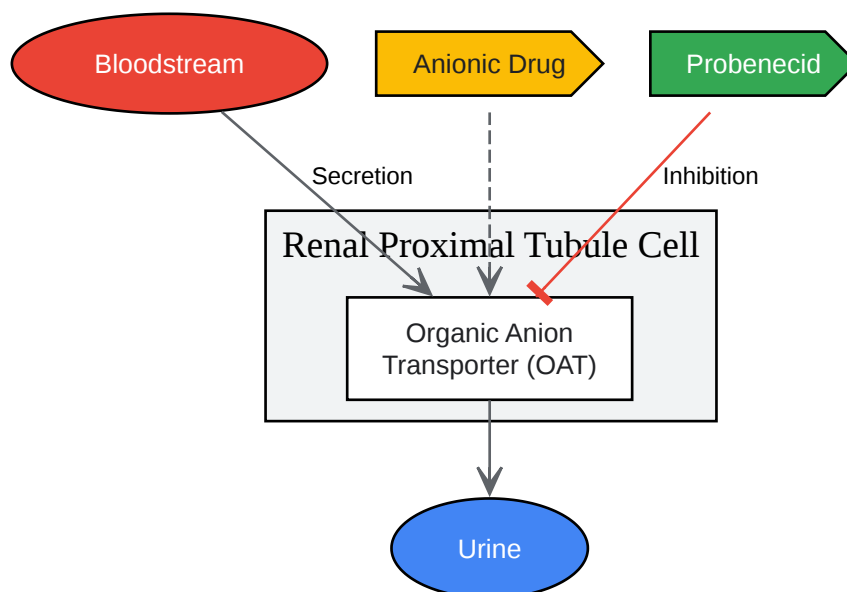 Bloodstream
Anionic Drug
Probenecid
Secretion
Inhibition
Renal Proximal Tubule Cell
Organic Anion
Transporter (OAT)
Urine